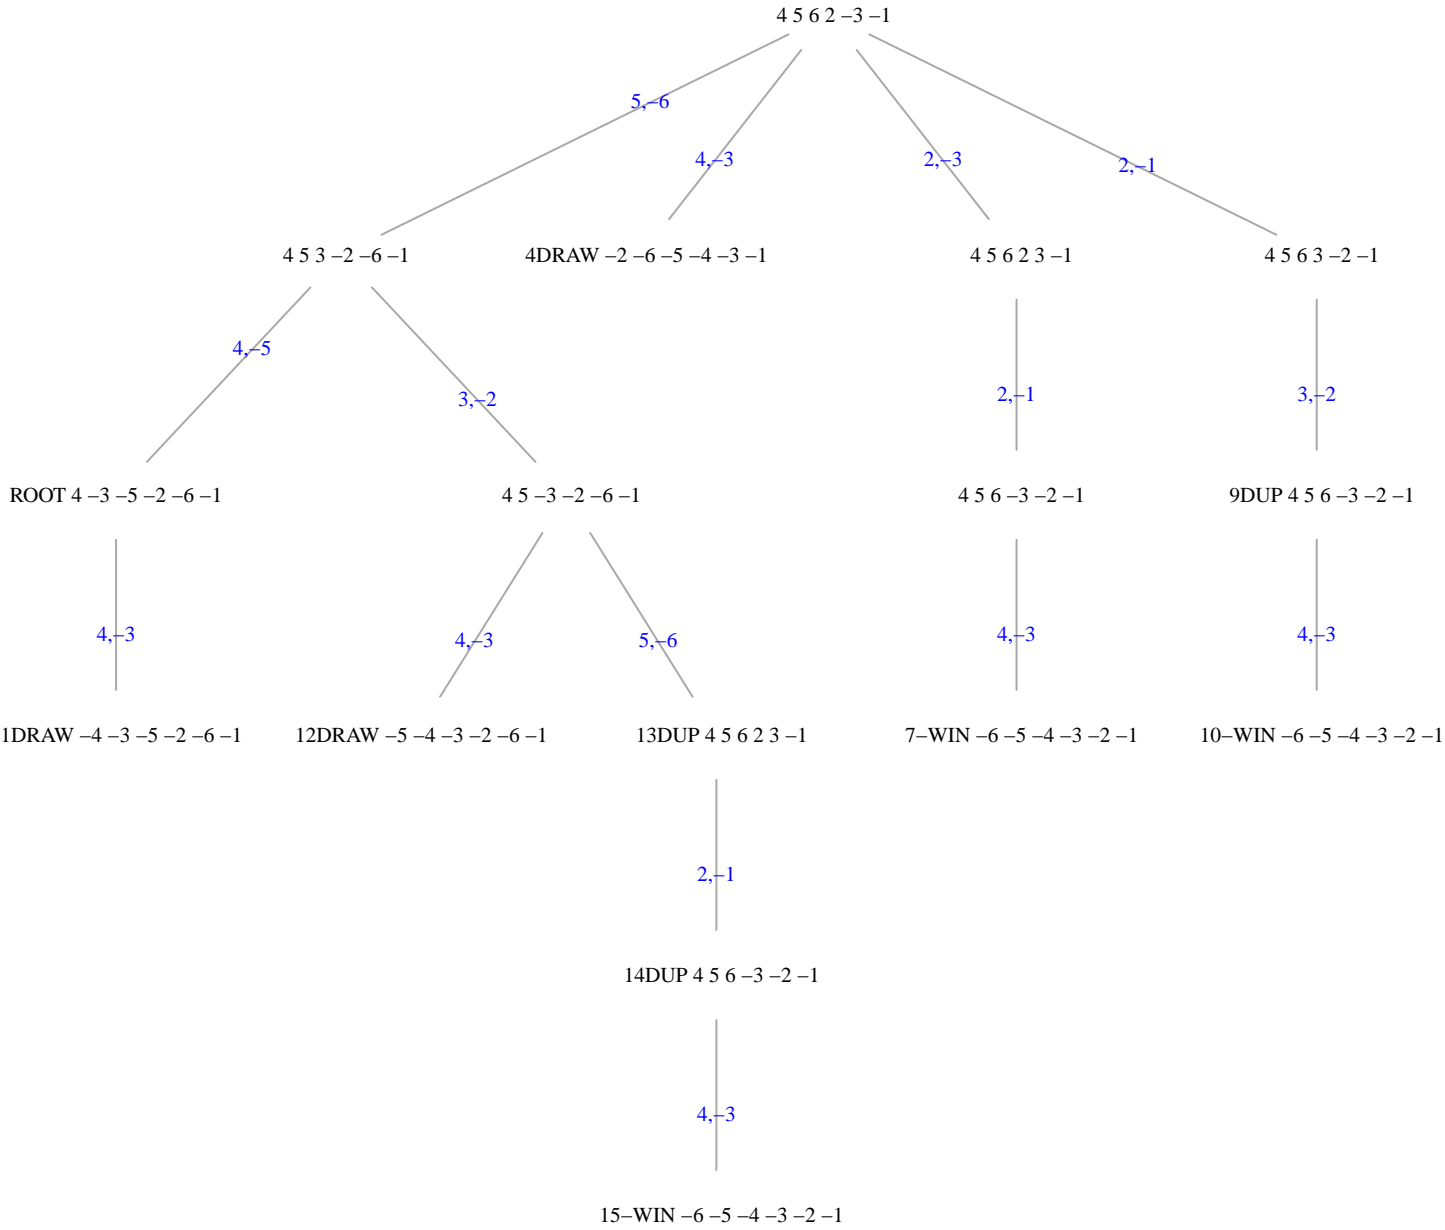 4 5 6 2 –3 –1
5,–6
4,–3
2,–3
2,–1
4 5 3 –2 –6 –1
4DRAW –2 –6 –5 –4 –3 –1
4 5 6 2 3 –1
4 5 6 3 –2 –1
4,–5
3,–2
2,–1
3,–2
ROOT 4 –3 –5 –2 –6 –1
4 5 –3 –2 –6 –1
4 5 6 –3 –2 –1
9DUP 4 5 6 –3 –2 –1
4,–3
4,–3
5,–6
4,–3
4,–3
1DRAW –4 –3 –5 –2 –6 –1
12DRAW –5 –4 –3 –2 –6 –1
13DUP 4 5 6 2 3 –1
7–WIN –6 –5 –4 –3 –2 –1
10–WIN –6 –5 –4 –3 –2 –1
2,–1
14DUP 4 5 6 –3 –2 –1
4,–3
15–WIN –6 –5 –4 –3 –2 –1